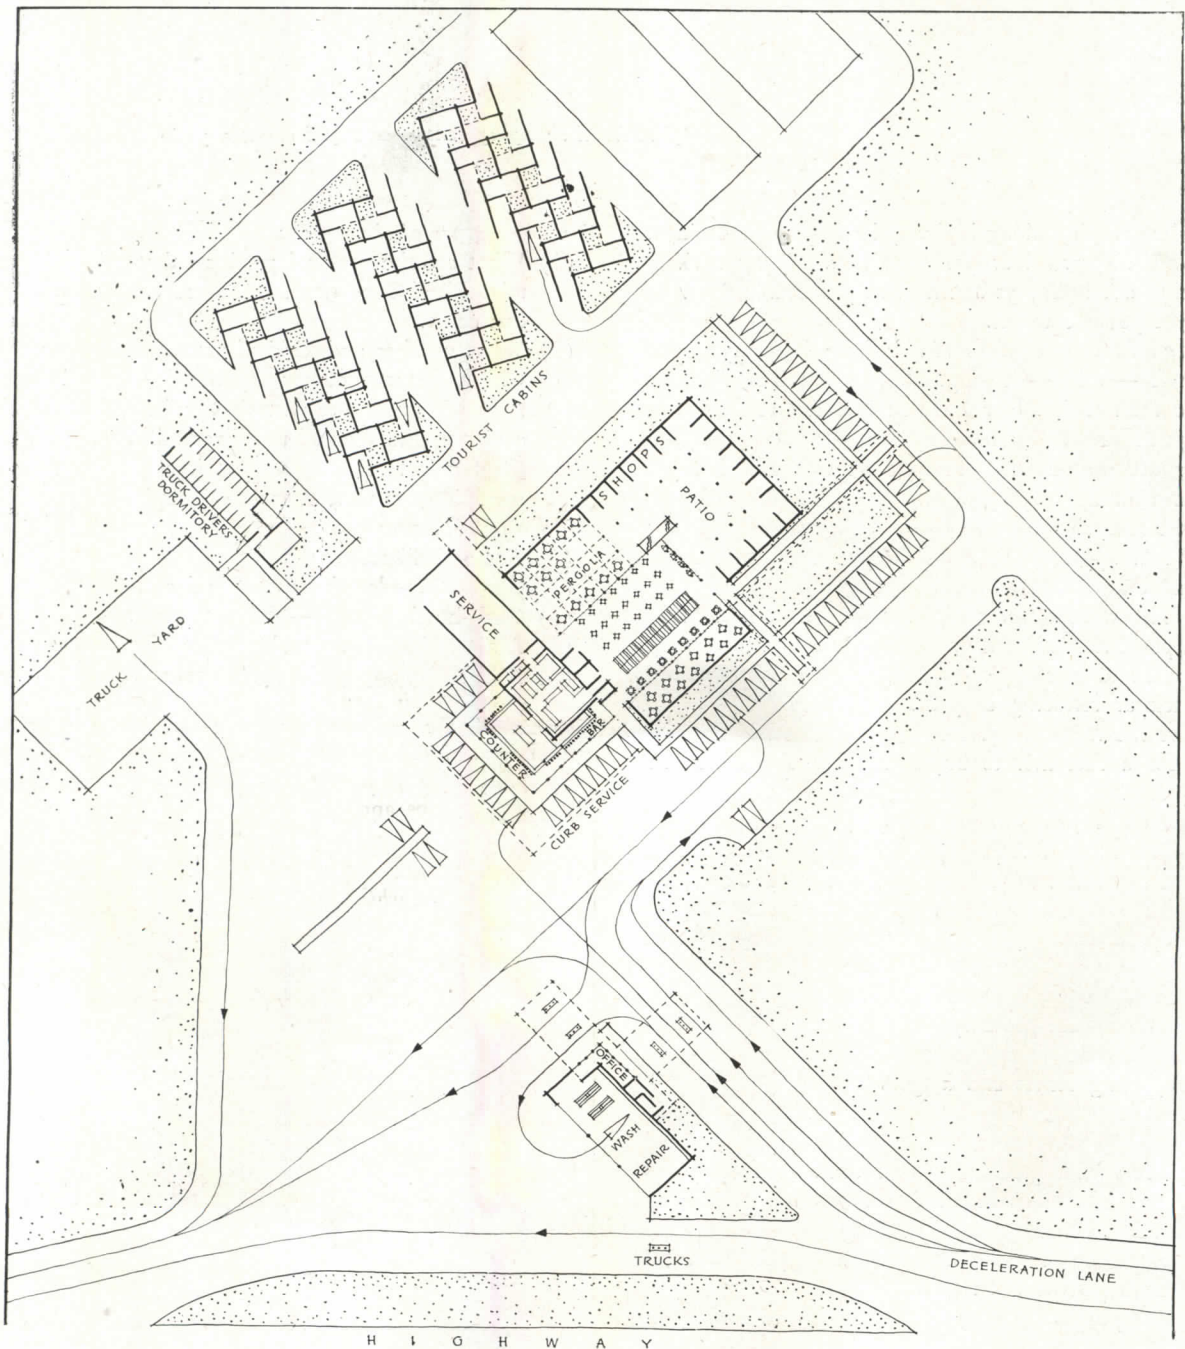 TOURIST CABINS
TRUCK DRIVERS
DORMITORY
SHOPS
PATIO
PERGOLA
SERVICE
TRUCK YARD
COUNTER
BAR
CURB SERVICE
OFFICE
WASH
REPAIR
TRUCKS
DECELERATION LANE
HIGHWAY